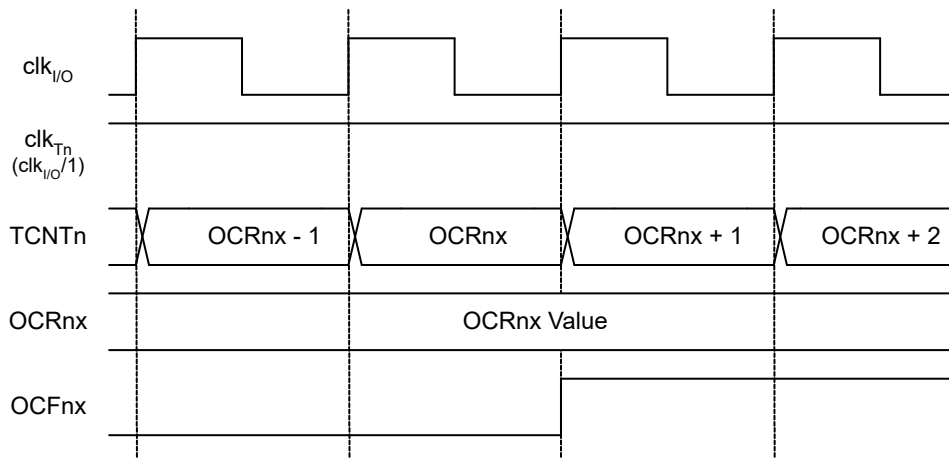 clkI/O
clkTn
(clkI/O/1)
TCNTn OCRnx - 1 OCRnx OCRnx + 1 OCRnx + 2
OCRnx OCRnx Value
OCFnx